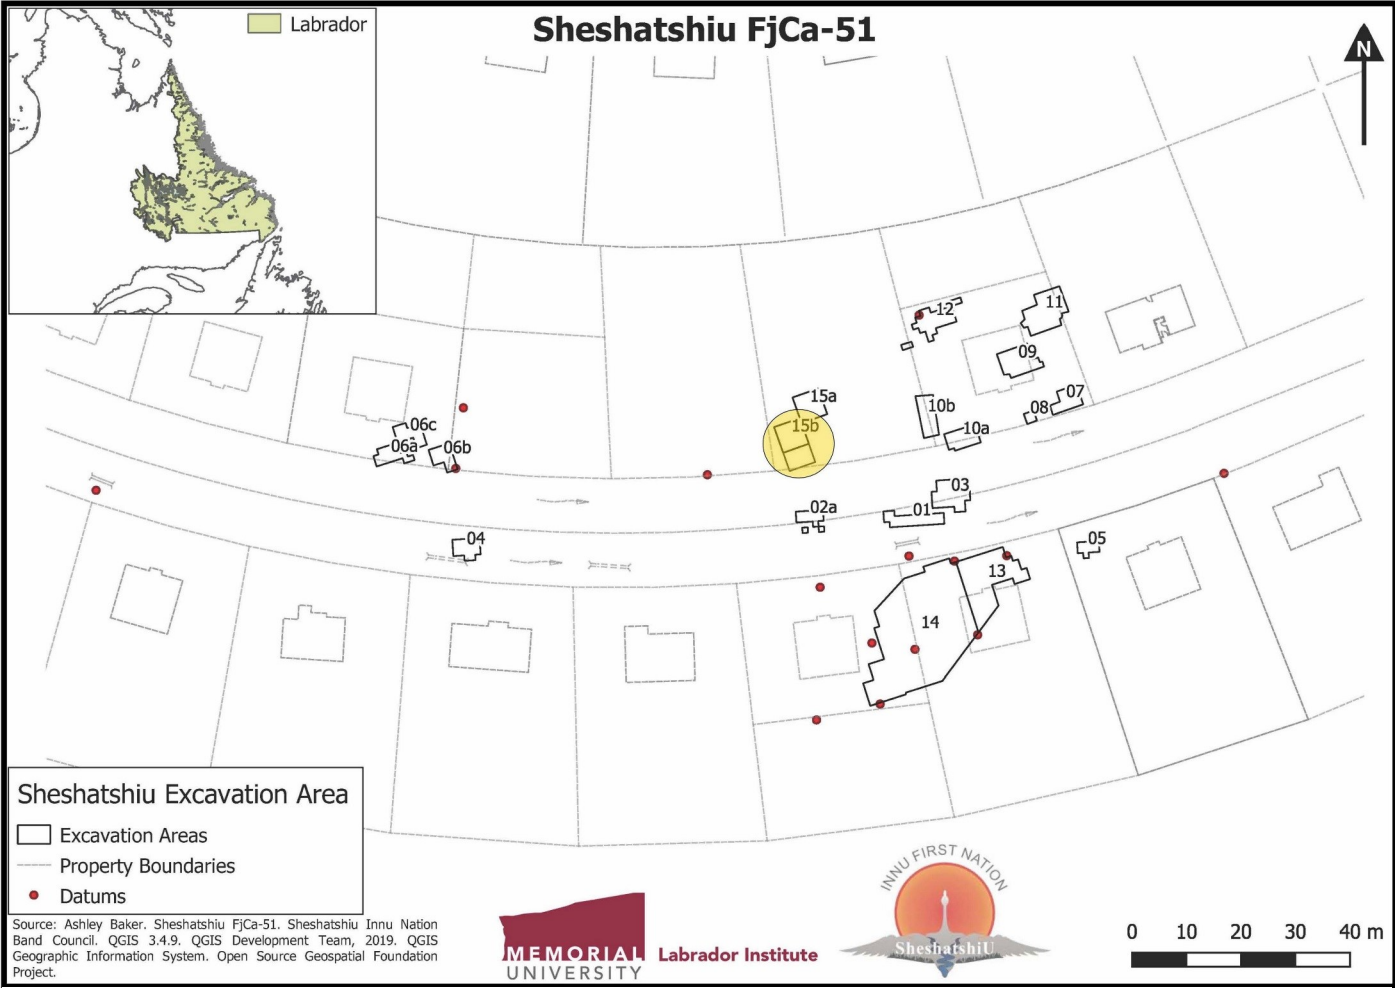 Sheshatshiu FjCa-51
Labrador
N
12
11
09
15a
07
10b
08
15b
06c
10a
06a
06b
03
02a
01
04
05
13
14
Sheshatshiu Excavation Area
Excavation Areas
Property Boundaries
Datums
Source: Ashley Baker. Sheshatshiu FjCa-51. Sheshatshiu Innu Nation
Band Council. QGIS 3.4.9. QGIS Development Team, 2019. QGIS
Geographic Information System. Open Source Geospatial Foundation
Project.
MEMORIAL
UNIVERSITY
Labrador Institute
INNU FIRST NATION
SheshatshiU
0 10 20 30 40 m